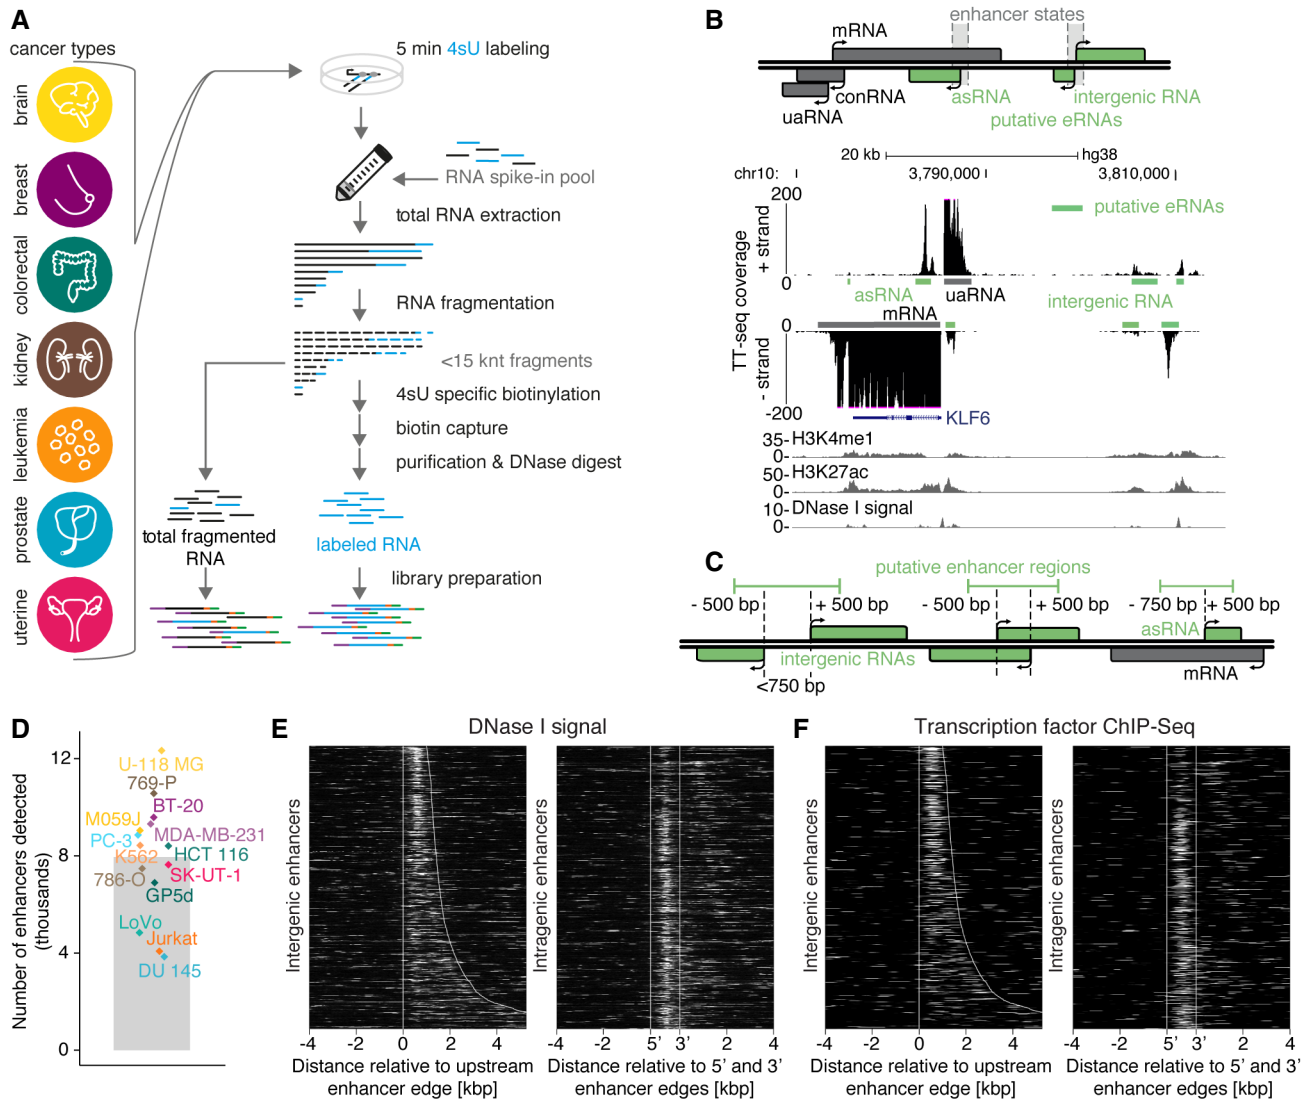 A
cancer types
brain
breast
colorectal
kidney
leukemia
prostate
uterine
5 min 4sU labeling
RNA spike-in pool
total RNA extraction
RNA fragmentation
<15 knt fragments
4sU specific biotinylation
biotin capture
purification & DNase digest
total fragmented
RNA
labeled RNA
library preparation
B
enhancer states
mRNA
conRNA
uaRNA
asRNA
intergenic RNA
putative eRNAs
20 kb
hg38
chr10:
3,790,000
3,810,000
200
0
putative eRNAs
asRNA
uaRNA
intergenic RNA
mRNA
0
-200
TT-seq coverage
- strand + strand
KLF6
35-
0-
H3K4me1
50-
0-
H3K27ac
10-
0-
DNase I signal
C
putative enhancer regions
- 500 bp
+ 500 bp
- 500 bp
+ 500 bp
- 750 bp
+ 500 bp
asRNA
intergenic RNAs
mRNA
<750 bp
D
Number of enhancers detected
(thousands)
12
8
4
0
U-118 MG
769-P
BT-20
M059J
MDA-MB-231
PC-3
HCT 116
K562
SK-UT-1
786-O
GP5d
LoVo
Jurkat
DU 145
E
DNase I signal
Intergenic enhancers
-4 -2 0 2 4
Distance relative to upstream
enhancer edge [kbp]
Intragenic enhancers
-4 -2 5’ 3’ 2 4
Distance relative to 5’ and 3’
enhancer edges [kbp]
F
Transcription factor ChIP-Seq
Intergenic enhancers
-4 -2 0 2 4
Distance relative to upstream
enhancer edge [kbp]
Intragenic enhancers
-4 -2 5’ 3’ 2 4
Distance relative to 5’ and 3’
enhancer edges [kbp]